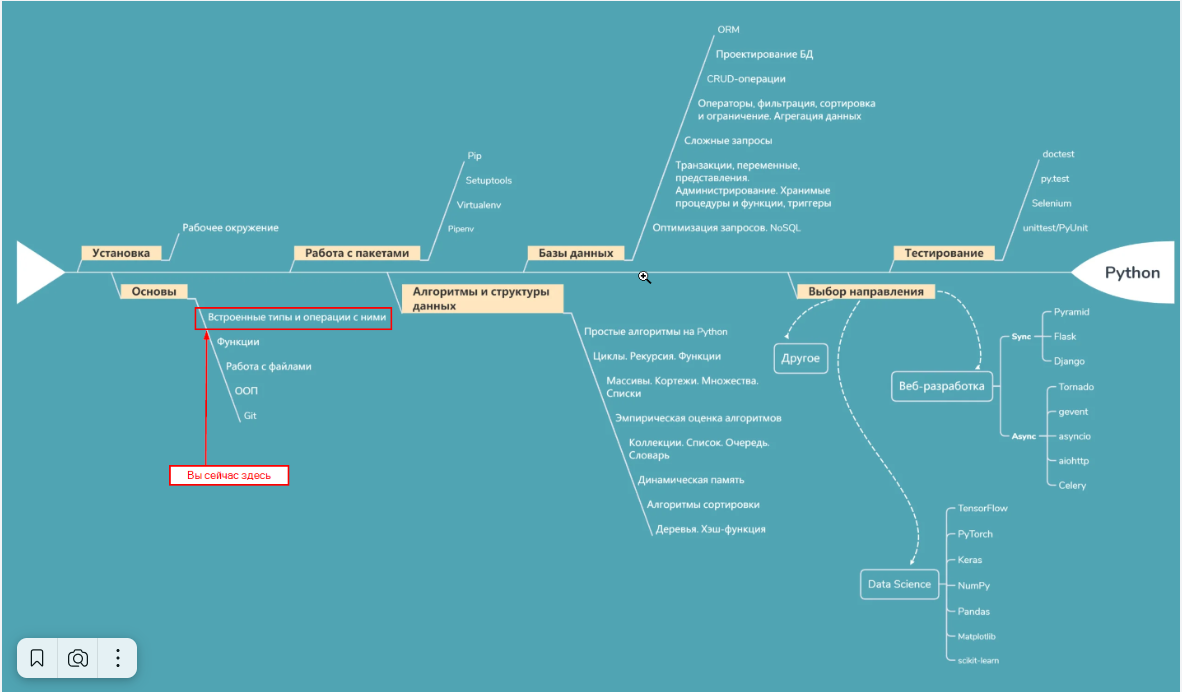 Установка
Рабочее окружение
Основы
Встроенные типы и операции с ними
Функции
Работа с файлами
ООП
Git
Вы сейчас здесь
Работа с пакетами
Pip
Setuptools
Virtualenv
Pipenv
Алгоритмы и структуры
данных
Простые алгоритмы на Python
Циклы. Рекурсия. Функции
Массивы. Кортежи. Множества.
Списки
Эмпирическая оценка алгоритмов
Коллекции. Список. Очередь.
Словарь
Динамическая память
Алгоритмы сортировки
Деревья. Хэш-функция
Базы данных
ORM
Проектирование БД
CRUD-операции
Операторы, фильтрация, сортировка
и ограничение. Агрегация данных
Сложные запросы
Транзакции, переменные,
представления.
Администрирование. Хранимые
процедуры и функции, триггеры
Оптимизация запросов. NoSQL
Выбор направления
Другое
Веб-разработка
Sync
Pyramid
Flask
Django
Async
Tornado
gevent
asyncio
aiohttp
Celery
Data Science
TensorFlow
PyTorch
Keras
NumPy
Pandas
Matplotlib
scikit-learn
Тестирование
doctest
py.test
Selenium
unittest/PyUnit
Python